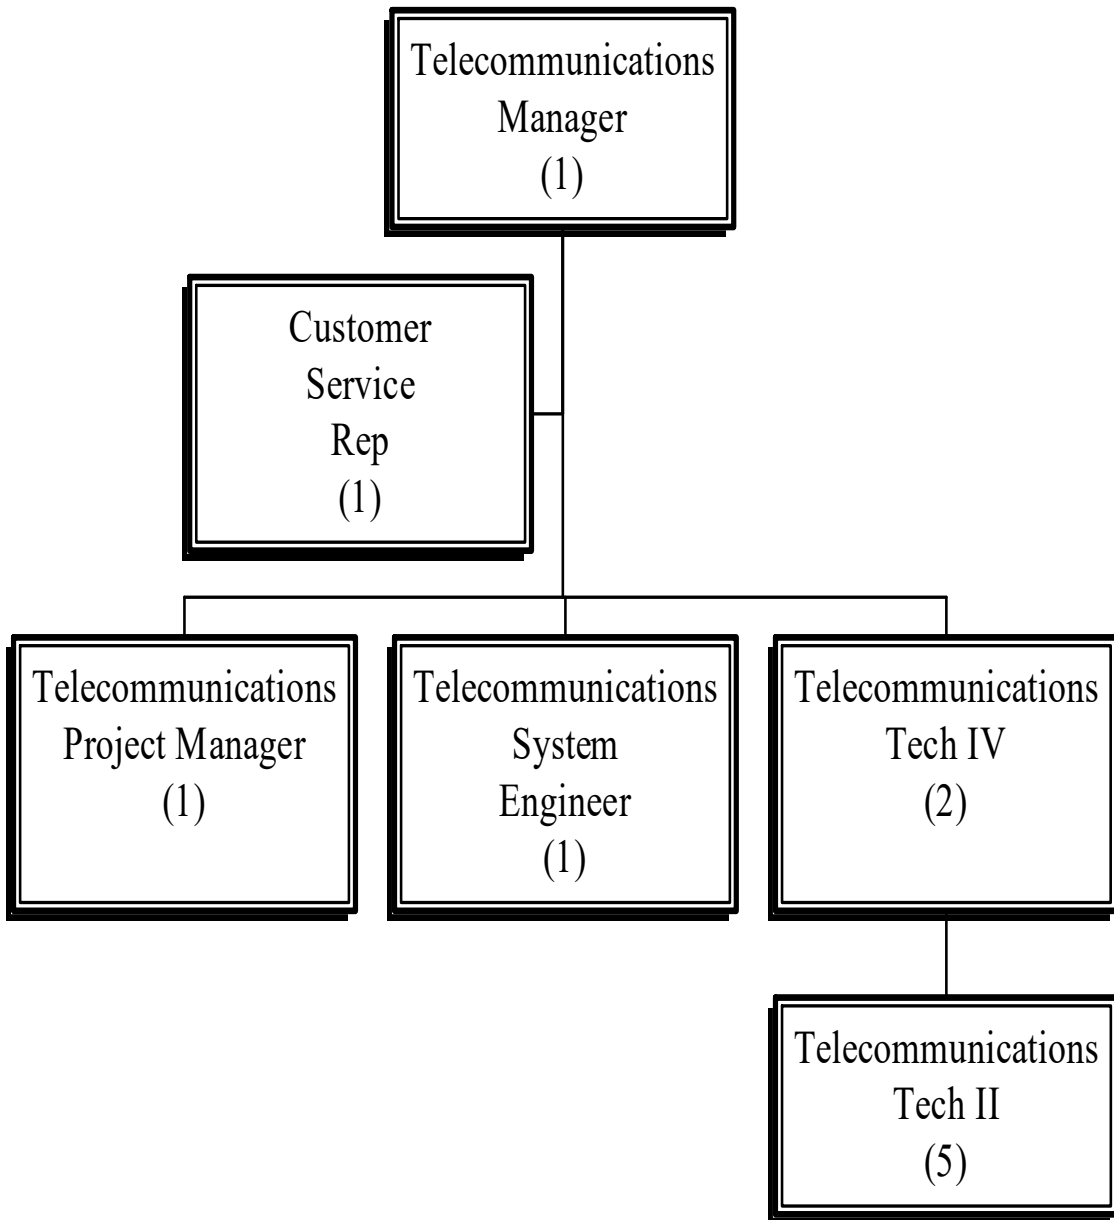 Telecommunications
Manager
(1)
Customer
Service
Rep
(1)
Telecommunications
Project Manager
(1)
Telecommunications
System
Engineer
(1)
Telecommunications
Tech IV
(2)
Telecommunications
Tech II
(5)